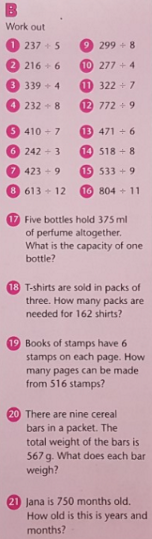 B
Work out
1 237 ÷ 5 9 299 ÷ 8
2 216 ÷ 6 10 277 ÷ 4
3 339 ÷ 4 11 322 ÷ 7
4 232 ÷ 8 12 772 ÷ 9
5 410 ÷ 7 13 471 ÷ 6
6 242 ÷ 3 14 518 ÷ 8
7 423 ÷ 9 15 533 ÷ 9
8 613 ÷ 12 16 804 ÷ 11
17 Five bottles hold 375 ml
of perfume altogether.
What is the capacity of one
bottle?
18 T-shirts are sold in packs of
three. How many packs are
needed for 162 shirts?
19 Books of stamps have 6
stamps on each page. How
many pages can be made
from 516 stamps?
20 There are nine cereal
bars in a packet. The
total weight of the bars is
567 g. What does each bar
weigh?
21 Jana is 750 months old.
How old is this is years and
months?